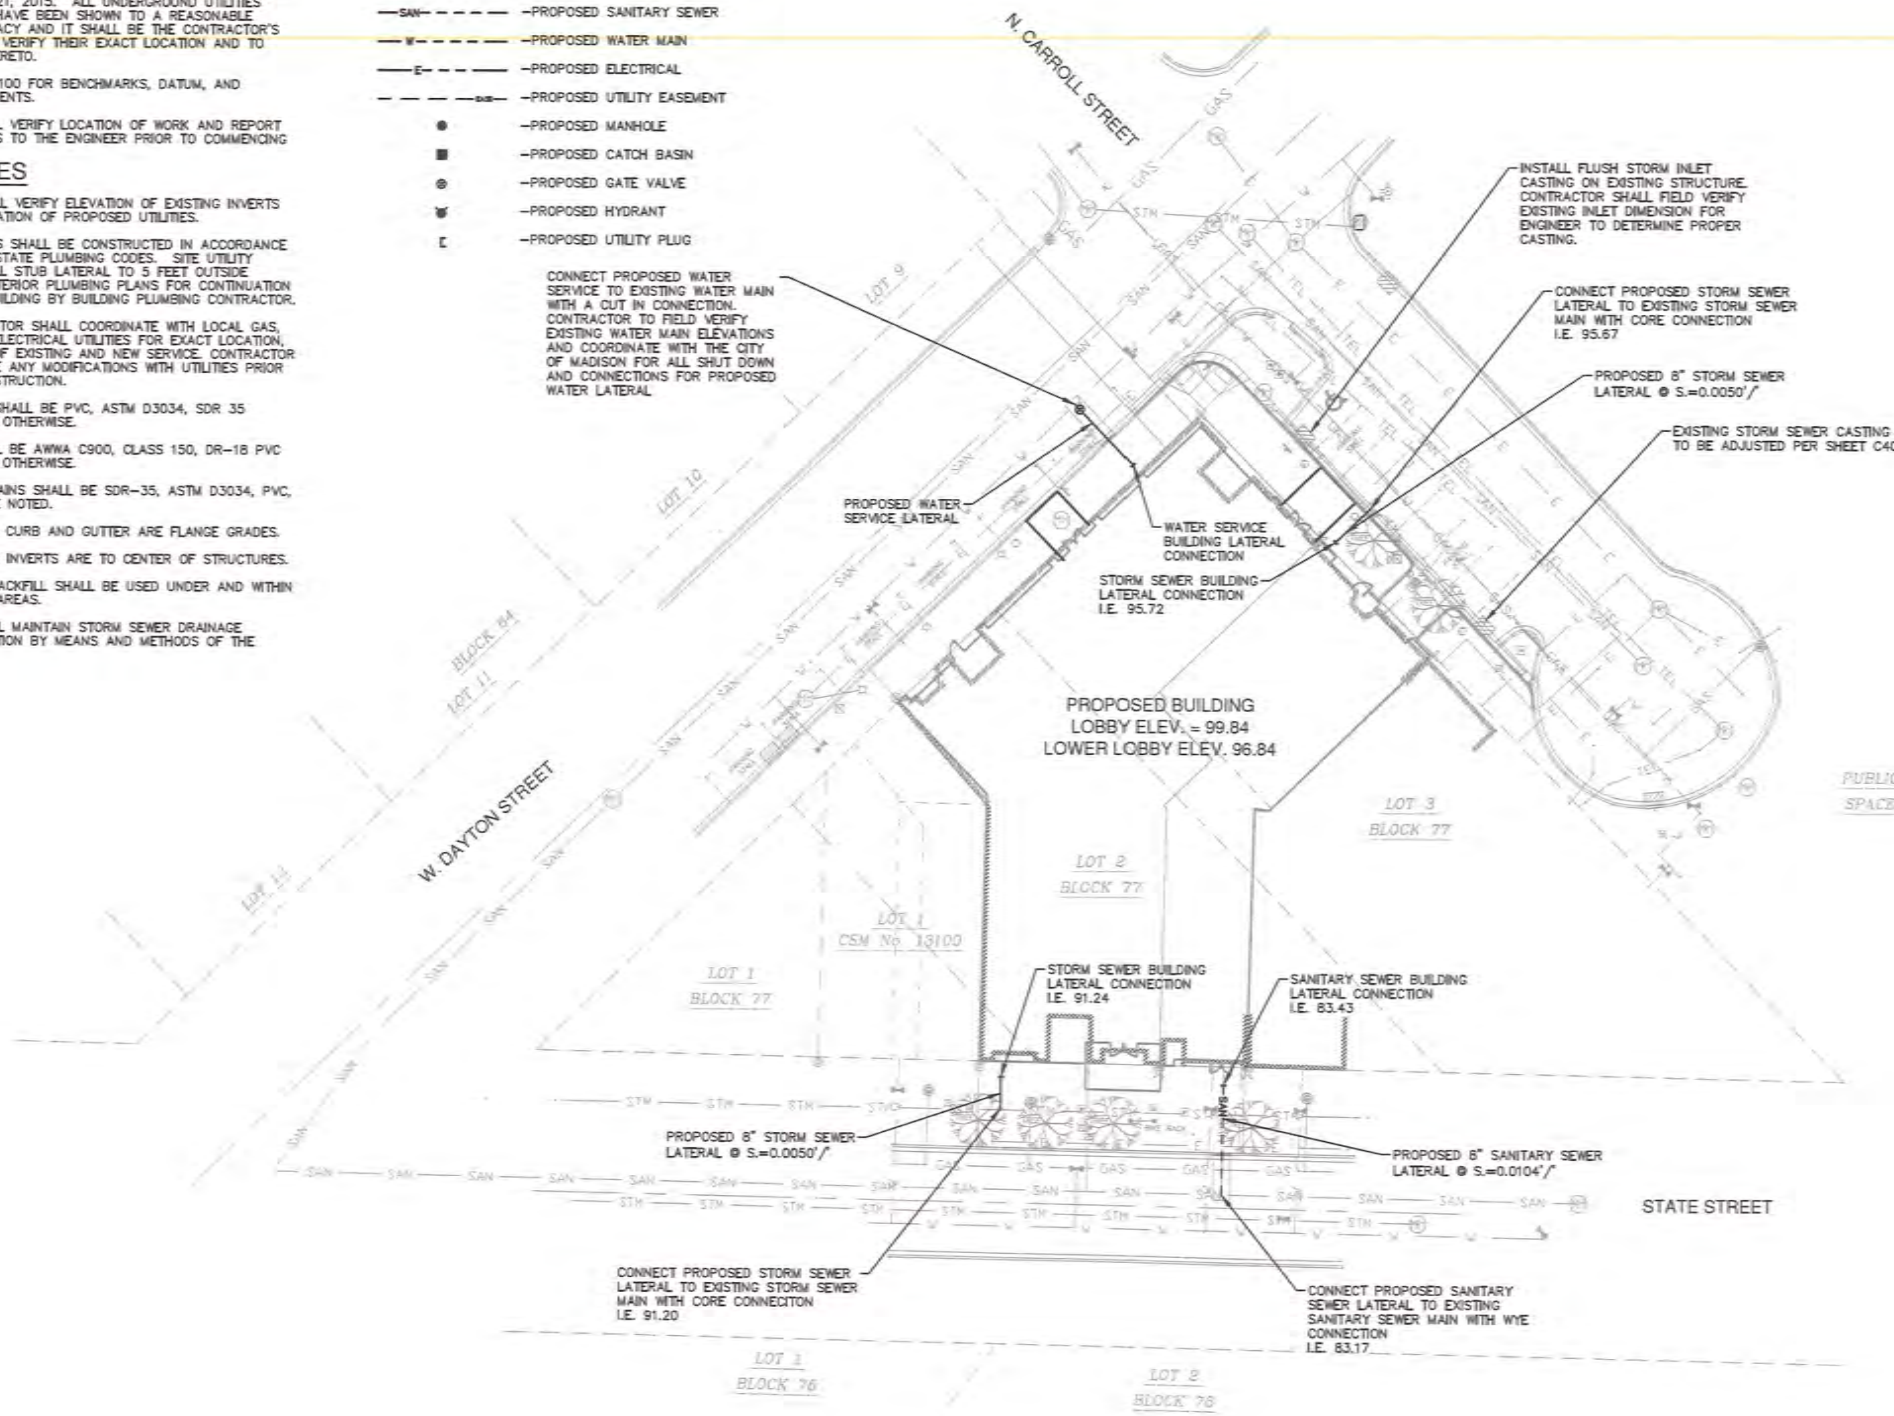 21, 2015. ALL UNDERGROUND UTILITIES
HAVE BEEN SHOWN TO A REASONABLE
ACY AND IT SHALL BE THE CONTRACTOR'S
VERIFY THEIR EXACT LOCATION AND TO
RETO.
100 FOR BENCHMARKS, DATUM, AND
ENTS.
VERIFY LOCATION OF WORK AND REPORT
S TO THE ENGINEER PRIOR TO COMMENCING
ES
L VERIFY ELEVATION OF EXISTING INVERTS
ATION OF PROPOSED UTILITIES.
S SHALL BE CONSTRUCTED IN ACCORDANCE
STATE PLUMBING CODES. SITE UTILITY
LL STUB LATERAL TO 5 FEET OUTSIDE
TERIOR PLUMBING PLANS FOR CONTINUATION
ILDING BY BUILDING PLUMBING CONTRACTOR.
TOR SHALL COORDINATE WITH LOCAL GAS,
LECTRICAL UTILITIES FOR EXACT LOCATION,
OF EXISTING AND NEW SERVICE. CONTRACTOR
E ANY MODIFICATIONS WITH UTILITIES PRIOR
STRUCTION.
SHALL BE PVC, ASTM D3034, SDR 35
OTHERWISE.
L BE AWWA C900, CLASS 150, DR-18 PVC
OTHERWISE.
AINS SHALL BE SDR-35, ASTM D3034, PVC,
E NOTED.
CURB AND GUTTER ARE FLANGE GRADES.
INVERTS ARE TO CENTER OF STRUCTURES.
ACKFILL SHALL BE USED UNDER AND WITHIN
AREAS.
L MAINTAIN STORM SEWER DRAINAGE
TION BY MEANS AND METHODS OF THE
SAN -PROPOSED SANITARY SEWER
W -PROPOSED WATER MAIN
E -PROPOSED ELECTRICAL
-PROPOSED UTILITY EASEMENT
-PROPOSED MANHOLE
-PROPOSED CATCH BASIN
-PROPOSED GATE VALVE
-PROPOSED HYDRANT
-PROPOSED UTILITY PLUG
CONNECT PROPOSED WATER
SERVICE TO EXISTING WATER MAIN
WITH A CUT IN CONNECTION.
CONTRACTOR TO FIELD VERIFY
EXISTING WATER MAIN ELEVATIONS
AND COORDINATE WITH THE CITY
OF MADISON FOR ALL SHUT DOWN
AND CONNECTIONS FOR PROPOSED
WATER LATERAL
N. CARROLL STREET
INSTALL FLUSH STORM INLET
CASTING ON EXISTING STRUCTURE.
CONTRACTOR SHALL FIELD VERIFY
EXISTING INLET DIMENSION FOR
ENGINEER TO DETERMINE PROPER
CASTING.
CONNECT PROPOSED STORM SEWER
LATERAL TO EXISTING STORM SEWER
MAIN WITH CORE CONNECTION
I.E. 95.67
PROPOSED 8" STORM SEWER
LATERAL @ S.=0.0050'/'
EXISTING STORM SEWER CASTING
TO BE ADJUSTED PER SHEET C40
LOT 9
LOT 10
BLOCK 84
LOT 11
PROPOSED WATER
SERVICE LATERAL
WATER SERVICE
BUILDING LATERAL
CONNECTION
STORM SEWER BUILDING
LATERAL CONNECTION
I.E. 95.72
PROPOSED BUILDING
LOBBY ELEV. = 99.84
LOWER LOBBY ELEV. 96.84
W. DAYTON STREET
LOT 3
BLOCK 77
PUBLIC
SPACE
LOT 2
BLOCK 77
LOT 1
CSM No 13100
LOT 1
BLOCK 77
STORM SEWER BUILDING
LATERAL CONNECTION
I.E. 91.24
SANITARY SEWER BUILDING
LATERAL CONNECTION
I.E. 83.43
PROPOSED 8" STORM SEWER
LATERAL @ S.=0.0050'/'
PROPOSED 8" SANITARY SEWER
LATERAL @ S.=0.0104'/'
STATE STREET
CONNECT PROPOSED STORM SEWER
LATERAL TO EXISTING STORM SEWER
MAIN WITH CORE CONNECITON
I.E. 91.20
CONNECT PROPOSED SANITARY
SEWER LATERAL TO EXISTING
SANITARY SEWER MAIN WITH WYE
CONNECTION
I.E. 83.17
LOT 1
BLOCK 76
LOT 2
BLOCK 76